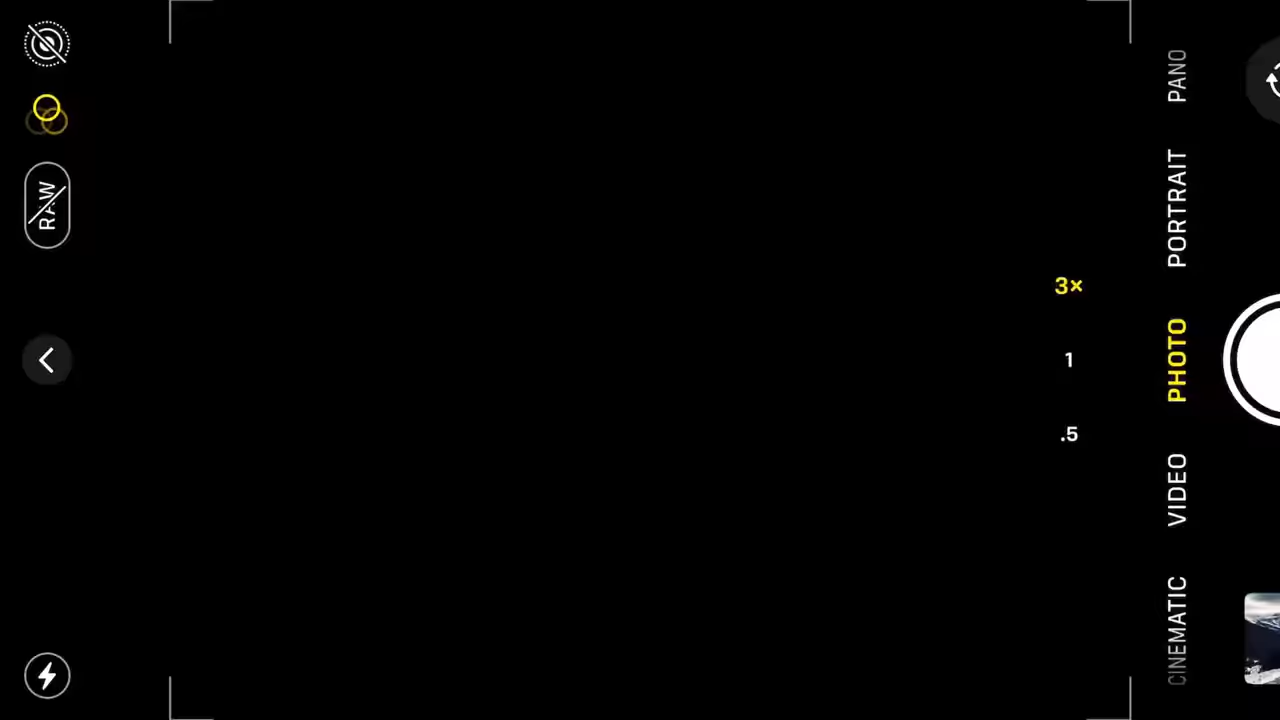 RAW
3×
1
.5
PANO
PORTRAIT
PHOTO
VIDEO
CINEMATIC